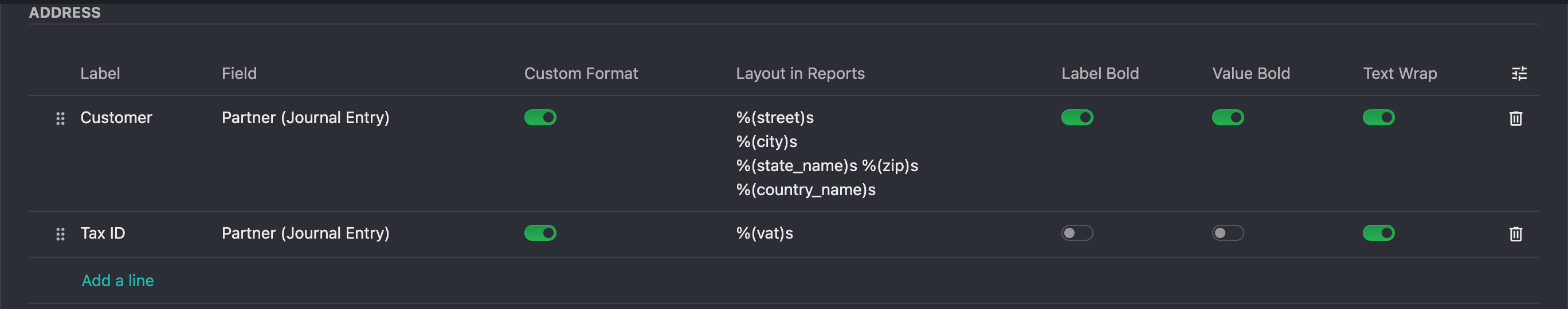 ADDRESS
Label Field Custom Format Layout in Reports Label Bold Value Bold Text Wrap
Customer Partner (Journal Entry) %(street)s
%(city)s
%(state_name)s %(zip)s
%(country_name)s
Tax ID Partner (Journal Entry) %(vat)s
Add a line